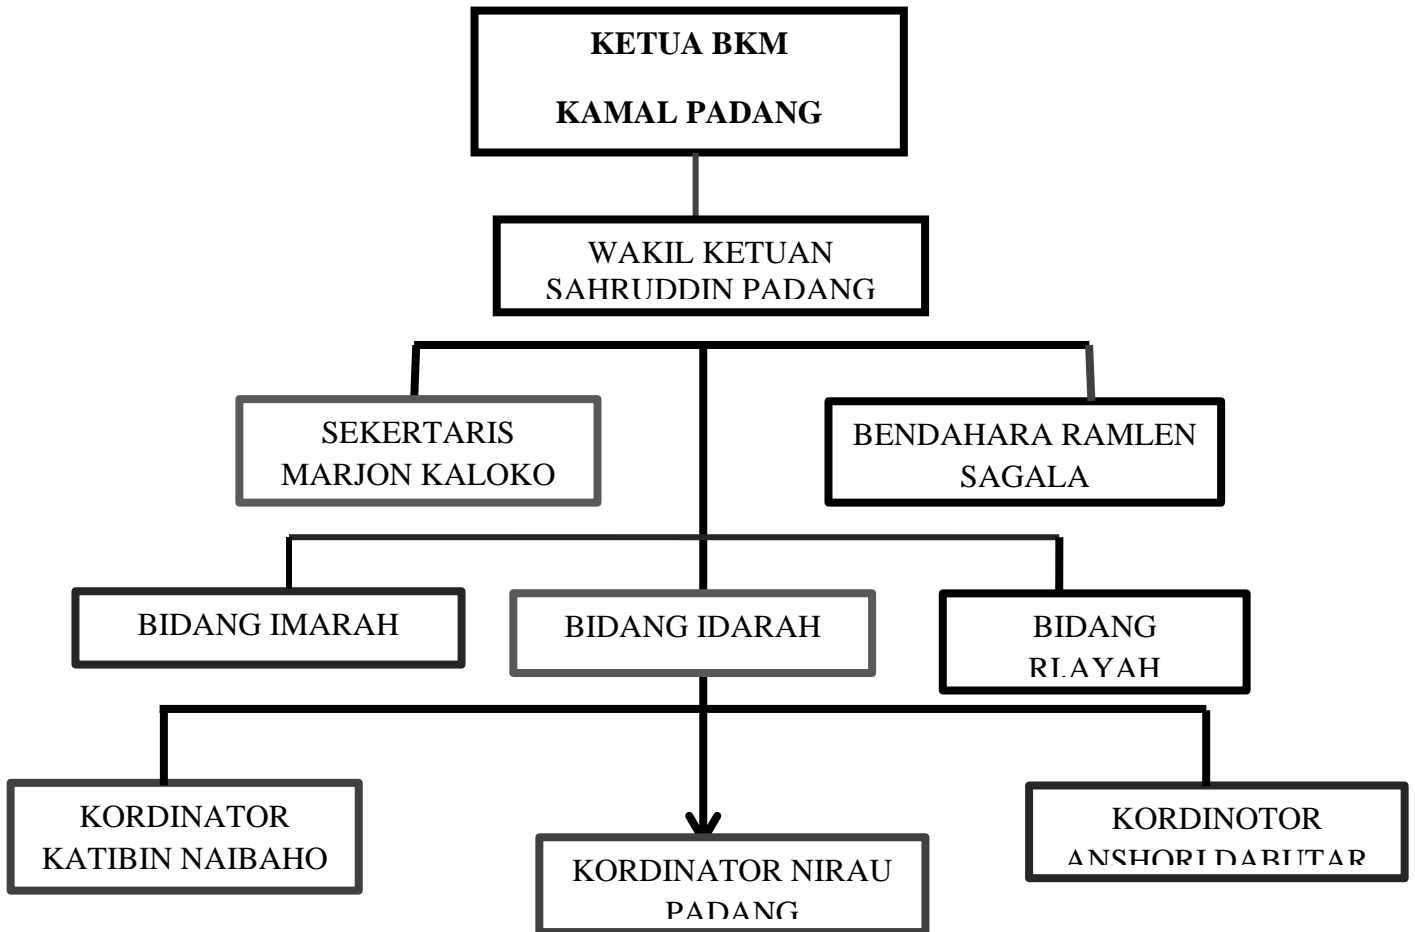 KETUA BKM
KAMAL PADANG
WAKIL KETUAN
SAHRUDDIN PADANG
SEKERTARIS
MARJON KALOKO
BENDAHARA RAMLEN
SAGALA
BIDANG IMARAH
BIDANG IDARAH
BIDANG
RLAYAH
KORDINATOR
KATIBIN NAIBAHO
KORDINATOR NIRAU
PADANG
KORDINOTOR
ANSHORI DABUTAR